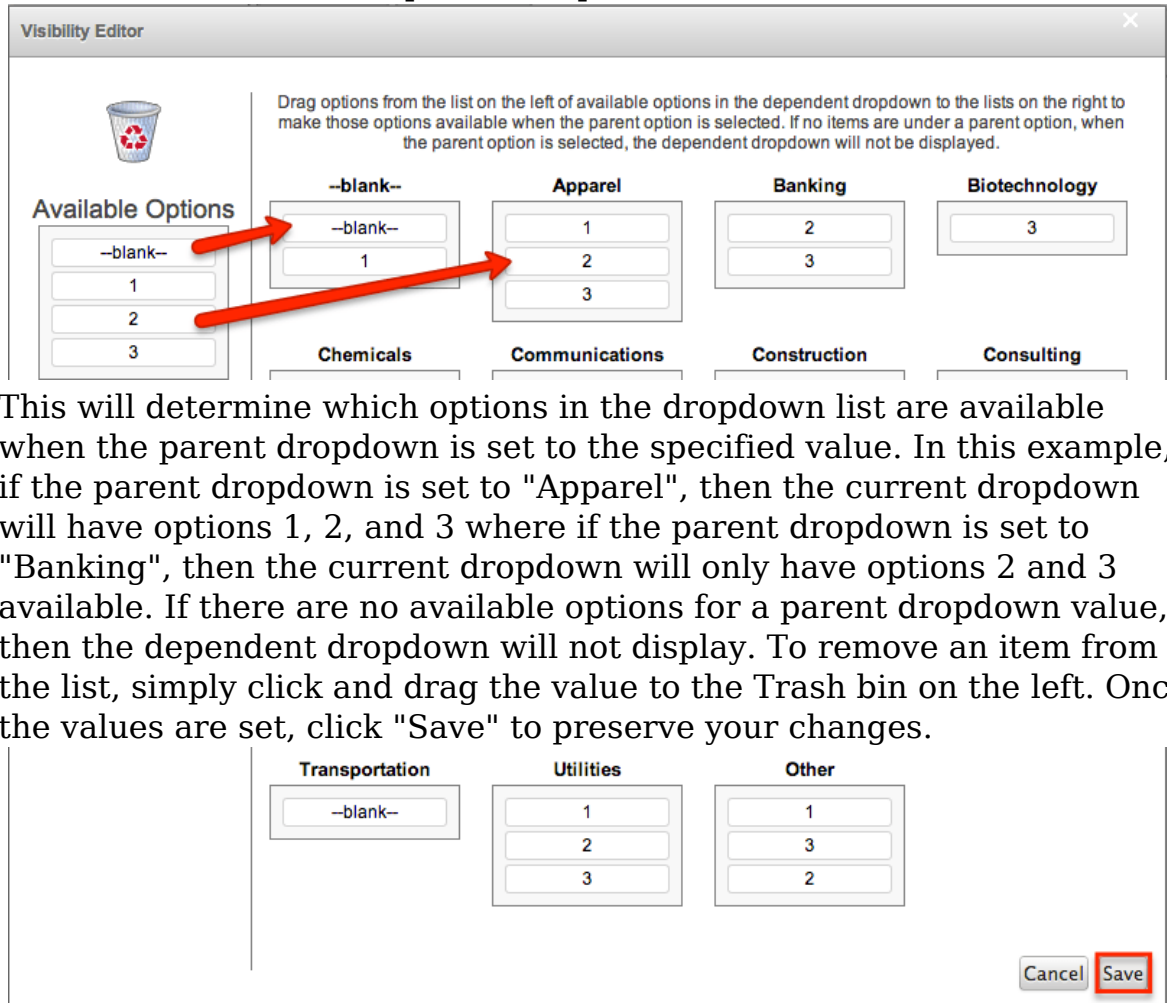 Visibility Editor
Drag options from the list on the left of available options in the dependent dropdown to the lists on the right to
make those options available when the parent option is selected. If no items are under a parent option, when
the parent option is selected, the dependent dropdown will not be displayed.
Available Options
--blank--
1
2
3
--blank--
--blank--
1
Apparel
1
2
3
Banking
2
3
Biotechnology
3
Chemicals
Communications
Construction
Consulting
This will determine which options in the dropdown list are available
when the parent dropdown is set to the specified value. In this example,
if the parent dropdown is set to "Apparel", then the current dropdown
will have options 1, 2, and 3 where if the parent dropdown is set to
"Banking", then the current dropdown will only have options 2 and 3
available. If there are no available options for a parent dropdown value,
then the dependent dropdown will not display. To remove an item from
the list, simply click and drag the value to the Trash bin on the left. Onc
the values are set, click "Save" to preserve your changes.
Transportation
--blank--
Utilities
1
2
3
Other
1
3
2
Cancel
Save